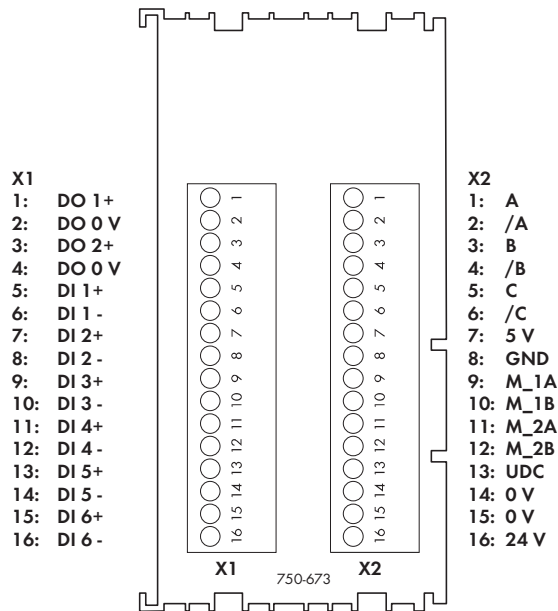 X1
1: DO 1+
2: DO 0 V
3: DO 2+
4: DO 0 V
5: DI 1+
6: DI 1 -
7: DI 2+
8: DI 2 -
9: DI 3+
10: DI 3 -
11: DI 4+
12: DI 4 -
13: DI 5+
14: DI 5 -
15: DI 6+
16: DI 6 -
1
2
3
4
5
6
7
8
9
10
11
12
13
14
15
16
X1
1
2
3
4
5
6
7
8
9
10
11
12
13
14
15
16
X2
750-673
X2
1: A
2: /A
3: B
4: /B
5: C
6: /C
7: 5 V
8: GND
9: M_1A
10: M_1B
11: M_2A
12: M_2B
13: UDC
14: 0 V
15: 0 V
16: 24 V